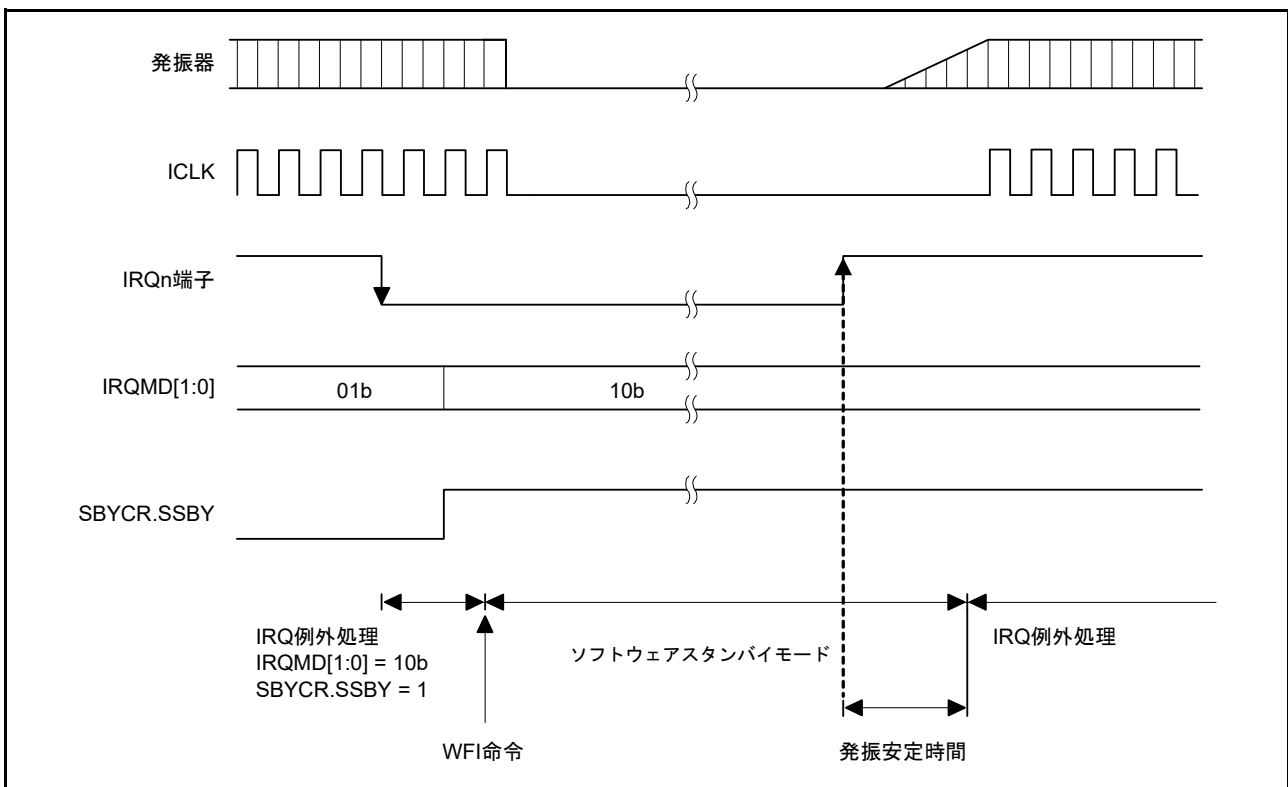 発振器
ICLK
IRQn端子
IRQMD[1:0]
01b
10b
SBYCR.SSBY
IRQ例外処理
IRQMD[1:0] = 10b
SBYCR.SSBY = 1
ソフトウェアスタンバイモード
IRQ例外処理
WFI命令
発振安定時間